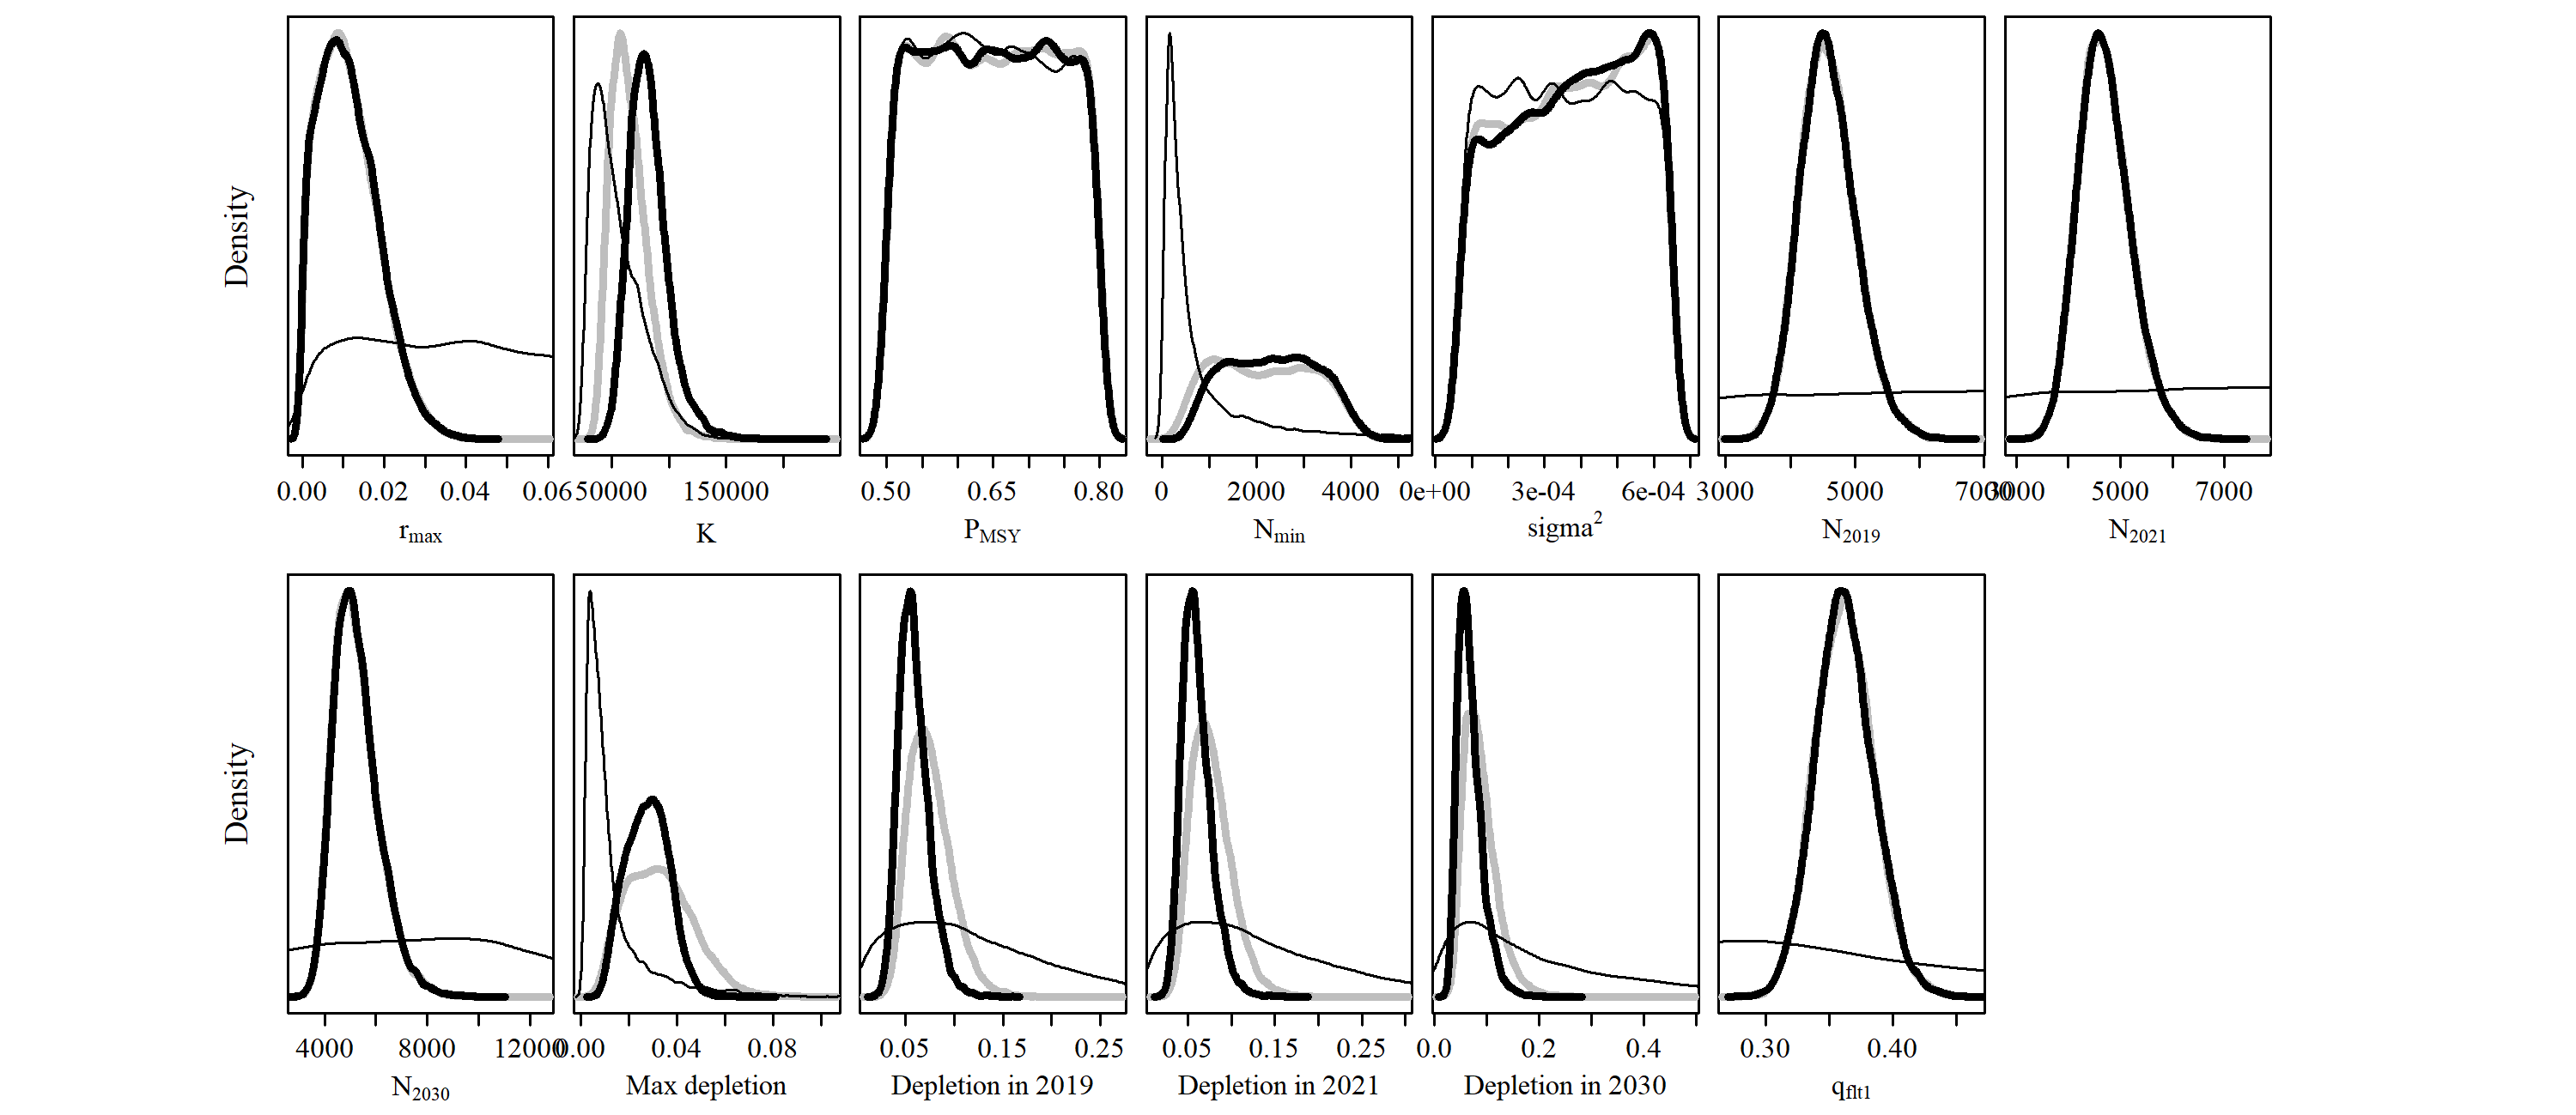 Density
0.00 0.02 0.04 0.06 50000 150000 0.50 0.65 0.80 0 2000 4000 0e+00 3e-04 6e-04 3000 5000 7000 3000 5000 7000
rmax K PMSY Nmin sigma2 N2019 N2021
Density
4000 8000 12000 0.00 0.04 0.08 0.05 0.15 0.25 0.05 0.15 0.25 0.0 0.2 0.4 0.30 0.40
N2030 Max depletion Depletion in 2019 Depletion in 2021 Depletion in 2030 qflt1